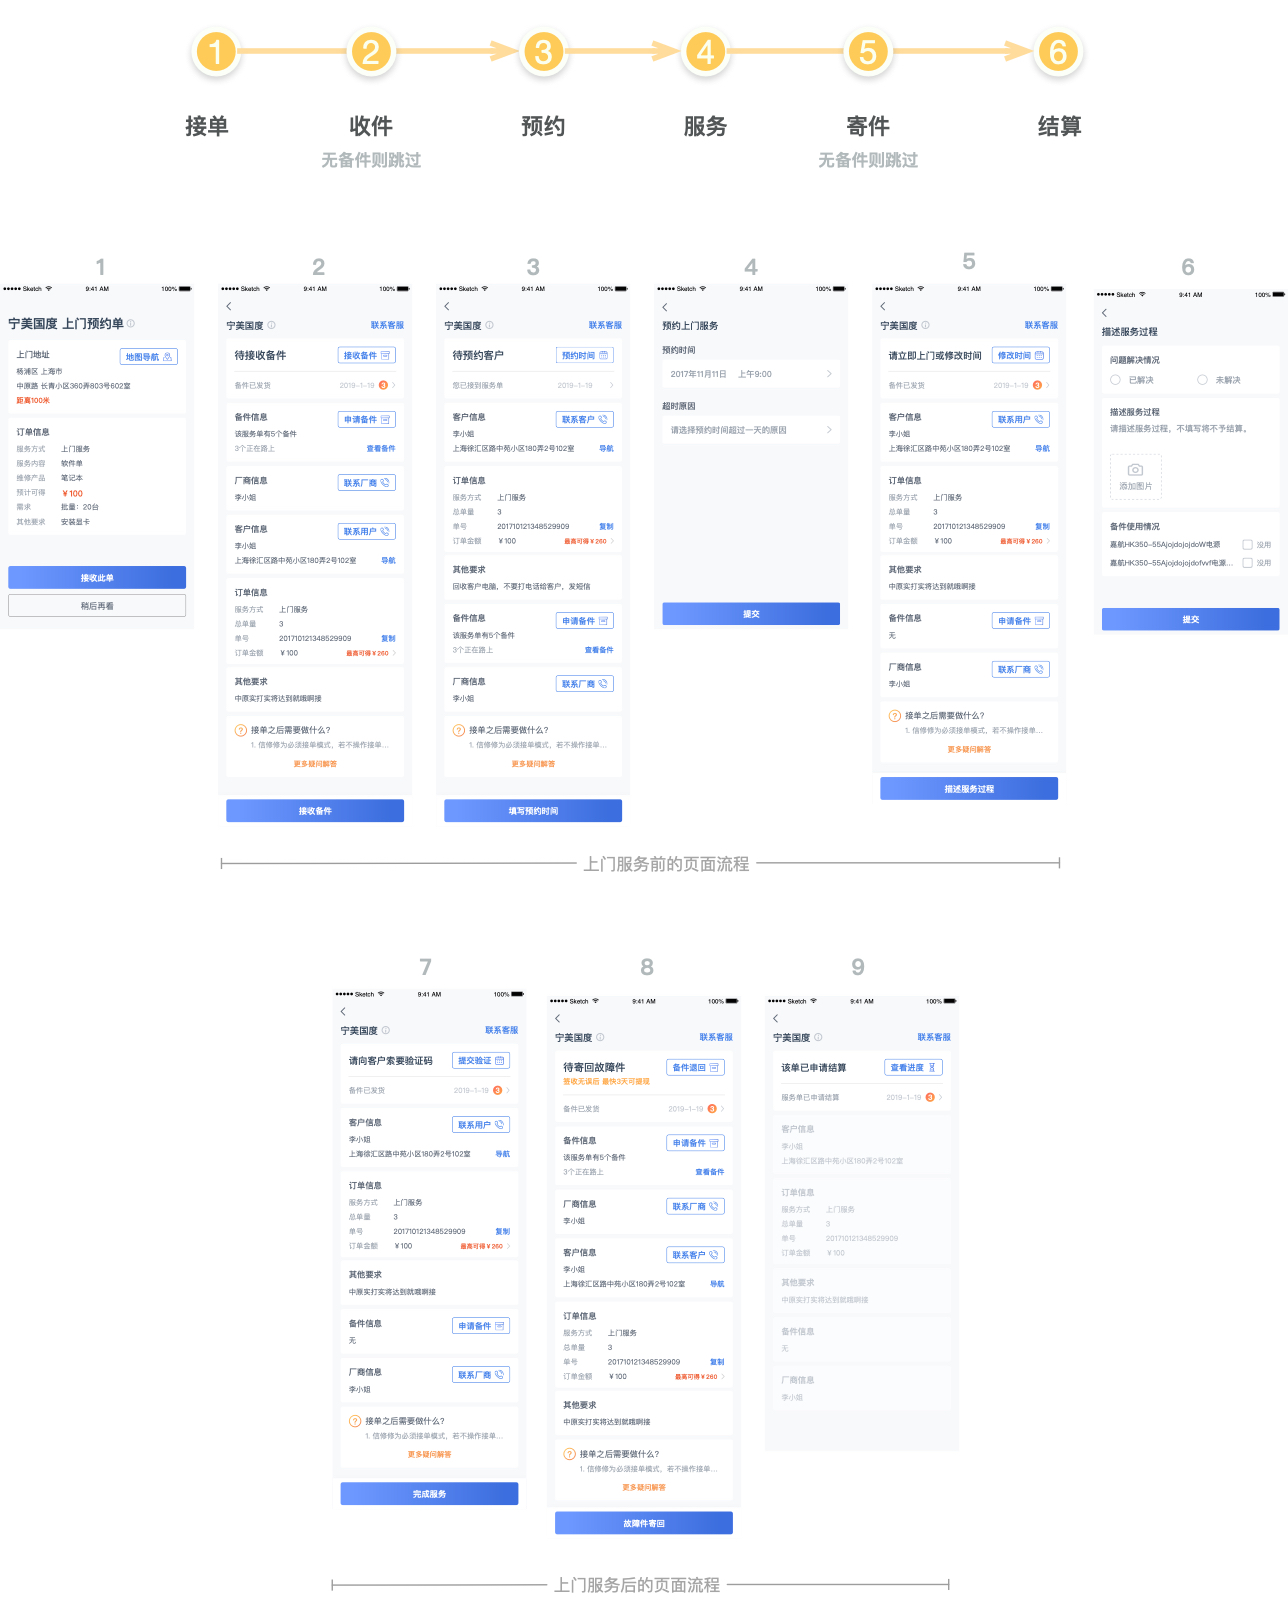 1
2
3
4
5
6
接单
收件
预约
服务
寄件
结算
无备件则跳过
无备件则跳过
1
Sketch
9:41 AM
100%
宁美国度 上门预约单
上门地址
地图导航
杨浦区 上海市
中原路 长青小区360弄803号602室
距离100米
订单信息
服务方式 上门服务
服务内容 软件单
维修产品 笔记本
预计可得 ￥100
需求 批量：20台
其他要求 安装显卡
接收此单
稍后再看
2
Sketch
9:41 AM
100%
宁美国度
联系客服
待接收备件
接收备件
备件已发货
2019-1-19 3
备件信息
申请备件
该服务单有5个备件
3个正在路上
查看备件
厂商信息
联系厂商
李小姐
客户信息
联系用户
李小姐
上海徐汇区路中苑小区180弄2号102室
导航
订单信息
服务方式 上门服务
总单量 3
单号 201710121348529909
复制
订单金额 ￥100
最高可得￥260
其他要求
中原实打实将达到就哦啊接
? 接单之后需要做什么?
1. 信修修为必须接单模式，若不操作接单...
更多疑问解答
接收备件
3
Sketch
9:41 AM
100%
宁美国度
联系客服
待预约客户
预约时间
您已接到服务单
2019-1-19
客户信息
联系客户
李小姐
上海徐汇区路中苑小区180弄2号102室
导航
订单信息
服务方式 上门服务
总单量 3
单号 201710121348529909
复制
订单金额 ￥100
最高可得￥260
其他要求
回收客户电脑，不要打电话给客户，发短信
备件信息
申请备件
该服务单有5个备件
3个正在路上
查看备件
厂商信息
联系厂商
李小姐
? 接单之后需要做什么?
1. 信修修为必须接单模式，若不操作接单...
更多疑问解答
填写预约时间
4
Sketch
9:41 AM
100%
预约上门服务
预约时间
2017年11月11日 上午9:00
超时原因
请选择预约时间超过一天的原因
提交
5
Sketch
9:41 AM
100%
宁美国度
联系客服
请立即上门或修改时间
修改时间
备件已发货
2019-1-19 3
客户信息
联系用户
李小姐
上海徐汇区路中苑小区180弄2号102室
导航
订单信息
服务方式 上门服务
总单量 3
单号 201710121348529909
复制
订单金额 ￥100
最高可得￥260
其他要求
中原实打实将达到就哦啊接
备件信息
申请备件
无
厂商信息
联系厂商
李小姐
? 接单之后需要做什么?
1. 信修修为必须接单模式，若不操作接单...
更多疑问解答
描述服务过程
6
Sketch
9:41 AM
100%
描述服务过程
问题解决情况
已解决
未解决
描述服务过程
请描述服务过程，不填写将不予结算。
添加图片
备件使用情况
嘉航HK350-55AjojdojojdoW电源
没用
嘉航HK350-55Ajojdojojdofvvf电源...
没用
提交
上门服务前的页面流程
7
Sketch
9:41 AM
100%
宁美国度
联系客服
请向客户索要验证码
提交验证
备件已发货
2019-1-19 3
客户信息
联系用户
李小姐
上海徐汇区路中苑小区180弄2号102室
导航
订单信息
服务方式 上门服务
总单量 3
单号 201710121348529909
复制
订单金额 ￥100
最高可得￥260
其他要求
中原实打实将达到就哦啊接
备件信息
申请备件
无
厂商信息
联系厂商
李小姐
? 接单之后需要做什么?
1. 信修修为必须接单模式，若不操作接单...
更多疑问解答
完成服务
8
Sketch
9:41 AM
100%
宁美国度
联系客服
待寄回故障件
备件退回
签收无误后 最快3天可提现
备件已发货
2019-1-19 3
备件信息
申请备件
该服务单有5个备件
3个正在路上
查看备件
厂商信息
联系厂商
李小姐
客户信息
联系客户
李小姐
上海徐汇区路中苑小区180弄2号102室
导航
订单信息
服务方式 上门服务
总单量 3
单号 201710121348529909
复制
订单金额 ￥100
最高可得￥260
其他要求
中原实打实将达到就哦啊接
? 接单之后需要做什么?
1. 信修修为必须接单模式，若不操作接单...
更多疑问解答
故障件寄回
9
Sketch
9:41 AM
100%
宁美国度
联系客服
该单已申请结算
查看进度
服务单已申请结算
2019-1-19 3
客户信息
李小姐
上海徐汇区路中苑小区180弄2号102室
订单信息
服务方式 上门服务
总单量 3
单号 201710121348529909
订单金额 ￥100
其他要求
中原实打实将达到就哦啊接
备件信息
无
厂商信息
李小姐
上门服务后的页面流程